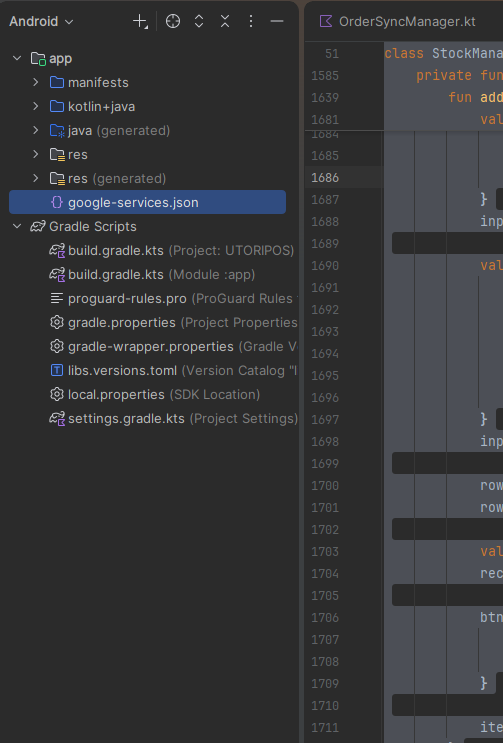 Android
OrderSyncManager.kt
app
manifests
kotlin+java
java (generated)
res
res (generated)
{} google-services.json
Gradle Scripts
build.gradle.kts (Project: UTORIPOS)
build.gradle.kts (Module :app)
proguard-rules.pro (ProGuard Rules
gradle.properties (Project Properties
gradle-wrapper.properties (Gradle V
libs.versions.toml (Version Catalog "l
local.properties (SDK Location)
settings.gradle.kts (Project Settings)
51 class StockMana
1585 private fun
1639 fun add
1681 val
1684
1685
1686
1687 }
1688 inp
1689
1690 val
1691
1692
1693
1694
1695
1696
1697 }
1698 inp
1699
1700 row
1701 row
1702
1703 val
1704 rec
1705
1706 btn
1707
1708
1709 }
1710
1711 ite